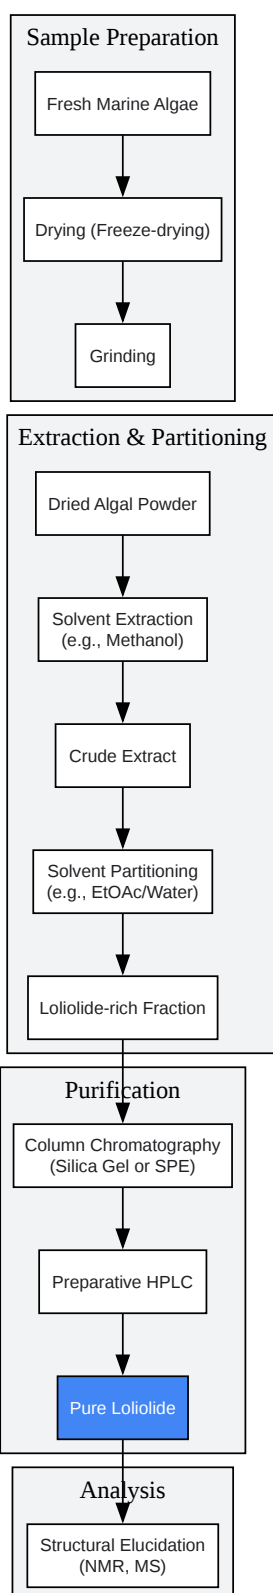 Sample Preparation
Fresh Marine Algae
Drying (Freeze-drying)
Grinding
Extraction & Partitioning
Dried Algal Powder
Solvent Extraction
(e.g., Methanol)
Crude Extract
Solvent Partitioning
(e.g., EtOAc/Water)
Loliolide-rich Fraction
Purification
Column Chromatography
(Silica Gel or SPE)
Preparative HPLC
Pure Loliolide
Analysis
Structural Elucidation
(NMR, MS)